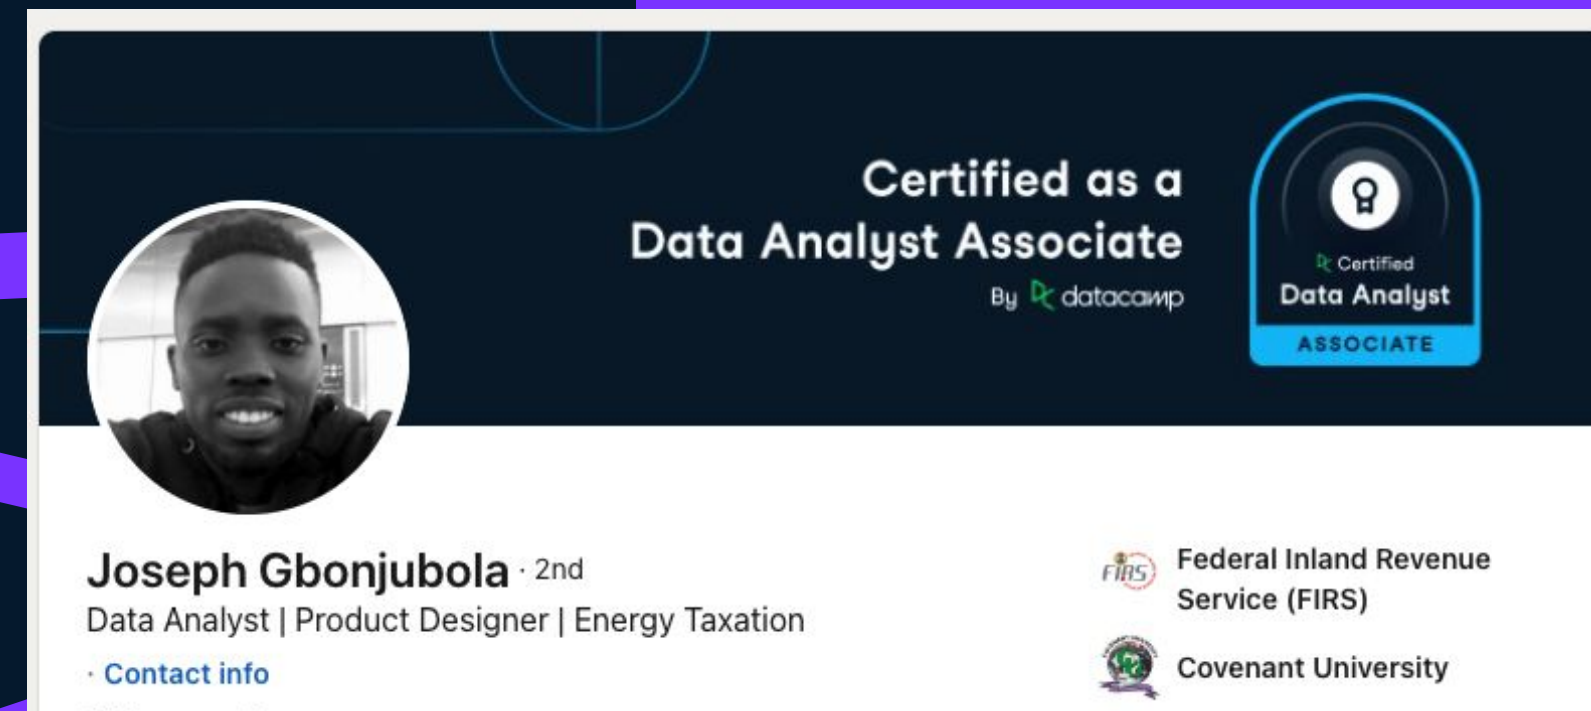 Certified as a
Data Analyst Associate
By datacamp
Certified
Data Analyst
ASSOCIATE
Joseph Gbonjubola · 2nd
Data Analyst | Product Designer | Energy Taxation
· Contact info
FIRS
Federal Inland Revenue
Service (FIRS)
Covenant University